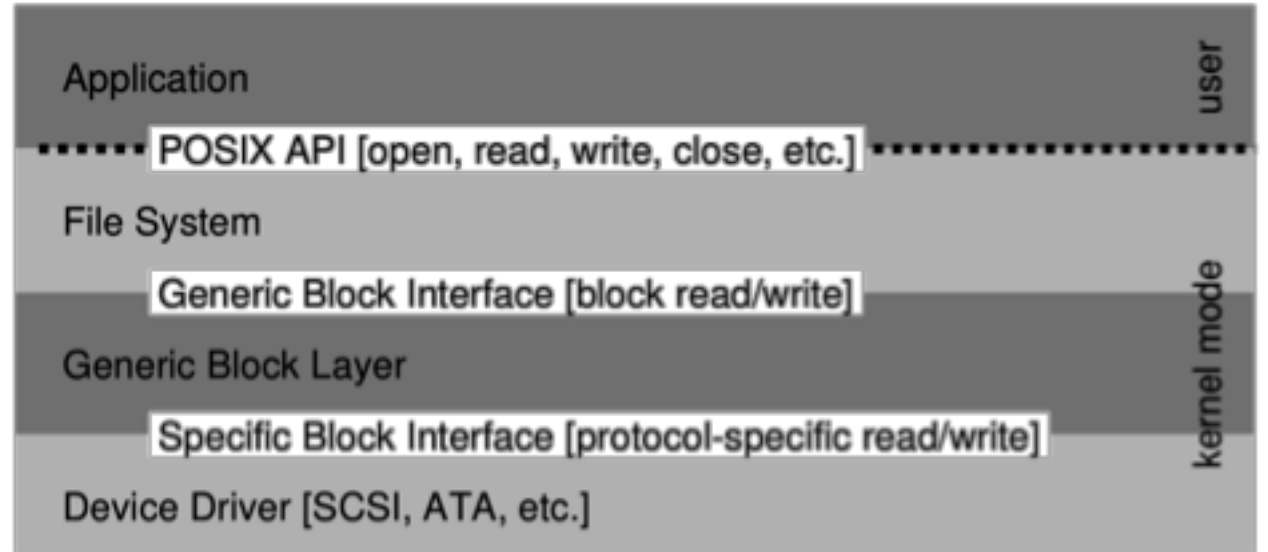 Application
user
POSIX API [open, read, write, close, etc.]
File System
Generic Block Interface [block read/write]
Generic Block Layer
kernel mode
Specific Block Interface [protocol-specific read/write]
Device Driver [SCSI, ATA, etc.]